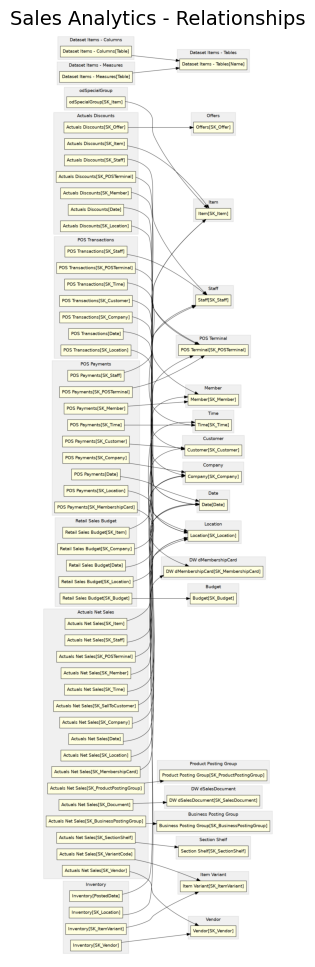 Sales Analytics - Relationships
Dataset Items - Columns
Dataset Items - Columns[Table]
Dataset Items - Measures
Dataset Items - Measures[Table]
odSpecialGroup
odSpecialGroup[SK_Item]
Actuals Discounts
Actuals Discounts[SK_Offer]
Actuals Discounts[SK_Item]
Actuals Discounts[SK_Staff]
Actuals Discounts[SK_POSTerminal]
Actuals Discounts[SK_Member]
Actuals Discounts[Date]
Actuals Discounts[SK_Location]
POS Transactions
POS Transactions[SK_Staff]
POS Transactions[SK_POSTerminal]
POS Transactions[SK_Time]
POS Transactions[SK_Customer]
POS Transactions[SK_Company]
POS Transactions[Date]
POS Transactions[SK_Location]
POS Payments
POS Payments[SK_Staff]
POS Payments[SK_POSTerminal]
POS Payments[SK_Member]
POS Payments[SK_Time]
POS Payments[SK_Customer]
POS Payments[SK_Company]
POS Payments[Date]
POS Payments[SK_Location]
POS Payments[SK_MembershipCard]
Retail Sales Budget
Retail Sales Budget[SK_Item]
Retail Sales Budget[SK_Company]
Retail Sales Budget[Date]
Retail Sales Budget[SK_Location]
Retail Sales Budget[SK_Budget]
Actuals Net Sales
Actuals Net Sales[SK_Item]
Actuals Net Sales[SK_Staff]
Actuals Net Sales[SK_POSTerminal]
Actuals Net Sales[SK_Member]
Actuals Net Sales[SK_Time]
Actuals Net Sales[SK_SellToCustomer]
Actuals Net Sales[SK_Company]
Actuals Net Sales[Date]
Actuals Net Sales[SK_Location]
Actuals Net Sales[SK_MembershipCard]
Actuals Net Sales[SK_ProductPostingGroup]
Actuals Net Sales[SK_Document]
Actuals Net Sales[SK_BusinessPostingGroup]
Actuals Net Sales[SK_SectionShelf]
Actuals Net Sales[SK_VariantCode]
Actuals Net Sales[SK_Vendor]
Inventory
Inventory[PostedDate]
Inventory[SK_Location]
Inventory[SK_ItemVerient]
Inventory[SK_Vendor]
Dataset Items - Tables
Dataset Items - Tables[Name]
Offers
Offers[SK_Offer]
Item
Item[SK_Item]
Staff
Staff[SK_Staff]
POS Terminal
POS Terminal[SK_POSTerminal]
Member
Member[SK_Member]
Time
Time[SK_Time]
Customer
Customer[SK_Customer]
Company
Company[SK_Company]
Date
Date[Date]
Location
Location[SK_Location]
DW dMembershipCard
DW dMembershipCard[SK_MembershipCard]
Budget
Budget[SK_Budget]
Product Posting Group
Product Posting Group[SK_ProductPostingGroup]
DW dSalesDocument
DW dSalesDocument[SK_SalesDocument]
Business Posting Group
Business Posting Group[SK_BusinessPostingGroup]
Section Shelf
Section Shelf[SK_SectionShelf]
Item Varient
Item Varient[SK_ItemVarient]
Vendor
Vendor[SK_Vendor]